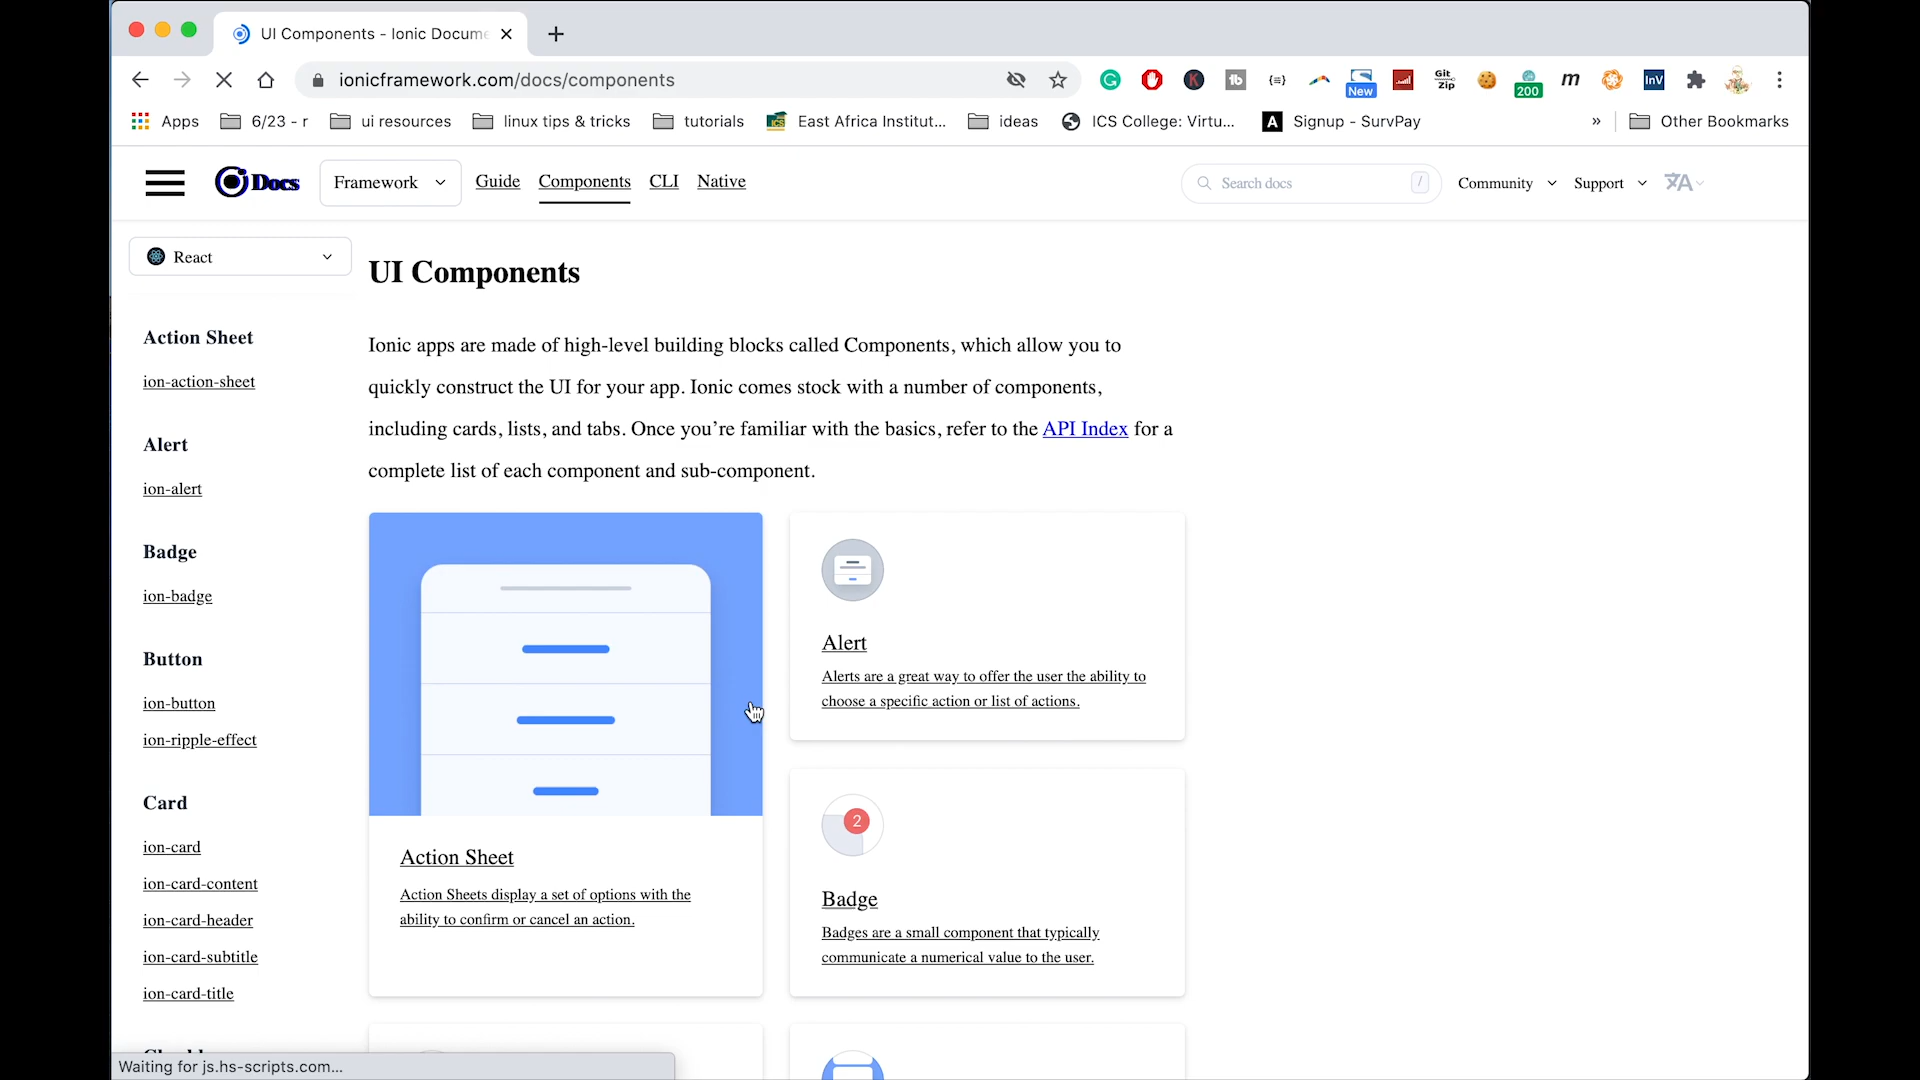 UI Components - Ionic Docume
ionicframework.com/docs/components
New
Git Zip
200
m
InV
Apps
6/23 - r
ui resources
linux tips & tricks
tutorials
East Africa Institut...
ideas
ICS College: Virtu...
A
Signup - SurvPay
»
Other Bookmarks
Docs
Framework
Guide
Components
CLI
Native
Search docs
/
Community
Support
React
UI Components
Ionic apps are made of high-level building blocks called Components, which allow you to
quickly construct the UI for your app. Ionic comes stock with a number of components,
including cards, lists, and tabs. Once you’re familiar with the basics, refer to the API Index for a
complete list of each component and sub-component.
Action Sheet
ion-action-sheet
Alert
ion-alert
Badge
ion-badge
Button
ion-button
ion-ripple-effect
Card
ion-card
ion-card-content
ion-card-header
ion-card-subtitle
ion-card-title
Action Sheet
Action Sheets display a set of options with the
ability to confirm or cancel an action.
Alert
Alerts are a great way to offer the user the ability to
choose a specific action or list of actions.
2
Badge
Badges are a small component that typically
communicate a numerical value to the user.
Waiting for js.hs-scripts.com...